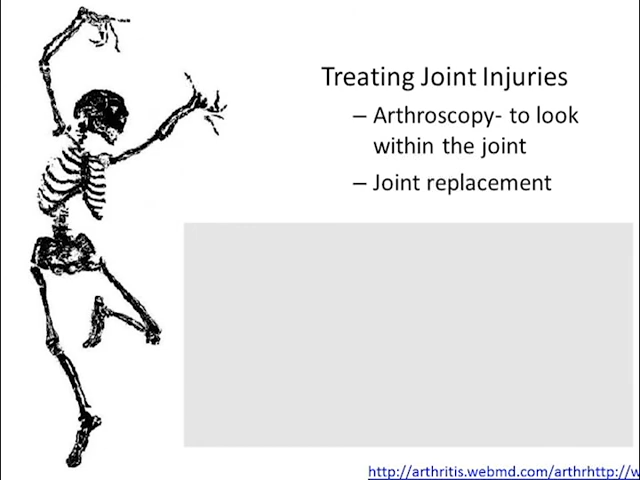 Treating Joint Injuries
– Arthroscopy- to look
within the joint
– Joint replacement
http://arthritis.webmd.com/arthrhttp://w